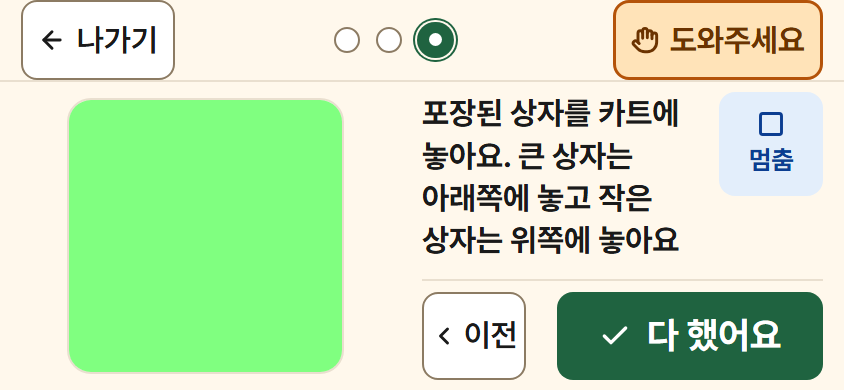 나가기
도와주세요
포장된 상자를 카트에
놓아요. 큰 상자는
아래쪽에 놓고 작은
상자는 위쪽에 놓아요
멈춤
이전
다 했어요